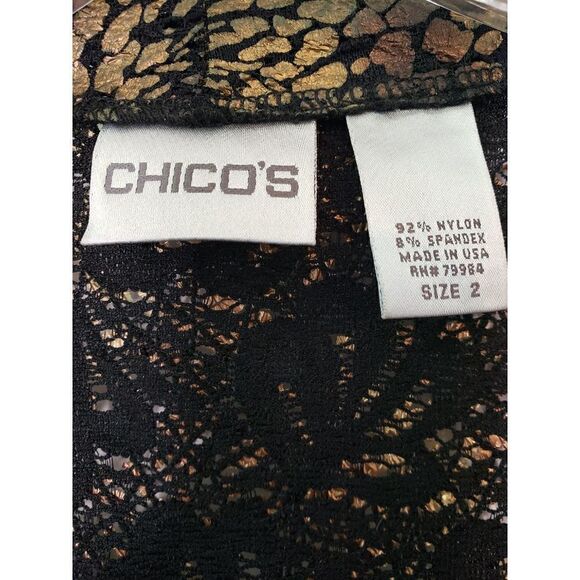 CHICO'S
92% NYLON
8% SPANDEX
MADE IN USA
RN# 79984
SIZE 2